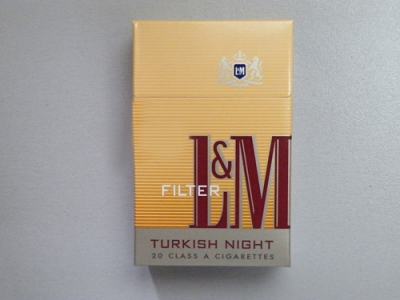 L&M
L&M
FILTER
TURKISH NIGHT
20 CLASS A CIGARETTES